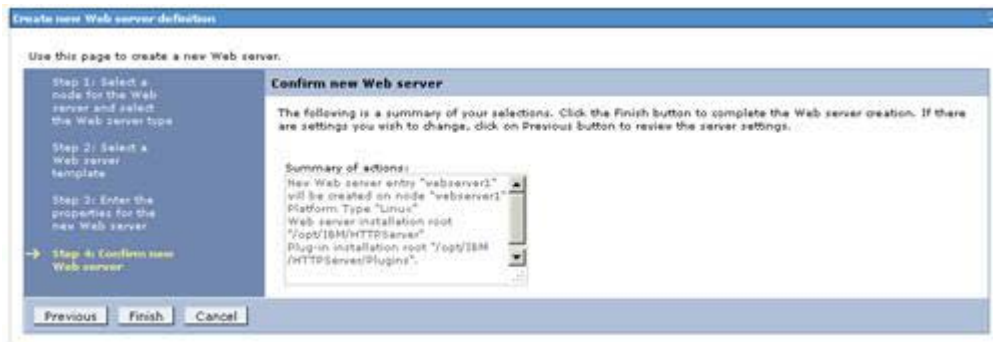 Create new Web server definition
Use this page to create a new Web server.
Step 1: Select a
node for the Web
server and select
the Web server type
Step 2: Select a
Web server
template
Step 3: Enter the
properties for the
new Web server
Step 4: Confirm new
Web server
Confirm new Web server
The following is a summary of your selections. Click the Finish button to complete the Web server creation. If there
are settings you wish to change, click on Previous button to review the server settings.
Summary of actions:
New Web server entry "webserver1"
will be created on node "webserver1"
Platform Type "Linux"
Web server installation root
"/opt/IBM/HTTPServer"
Plug-in installation root "/opt/IBM
/HTTPServer/Plugins".
Previous
Finish
Cancel